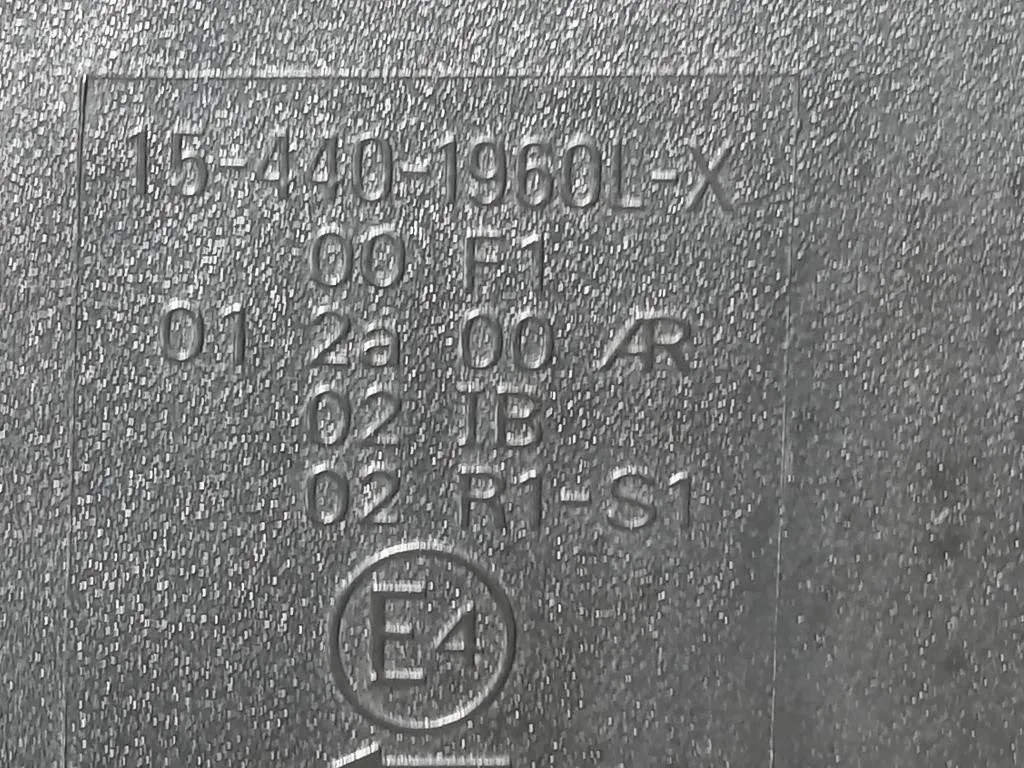 15-440-1960L-X
00 F1
01 2a 00 AR
02 IB
02 R1-S1
E4